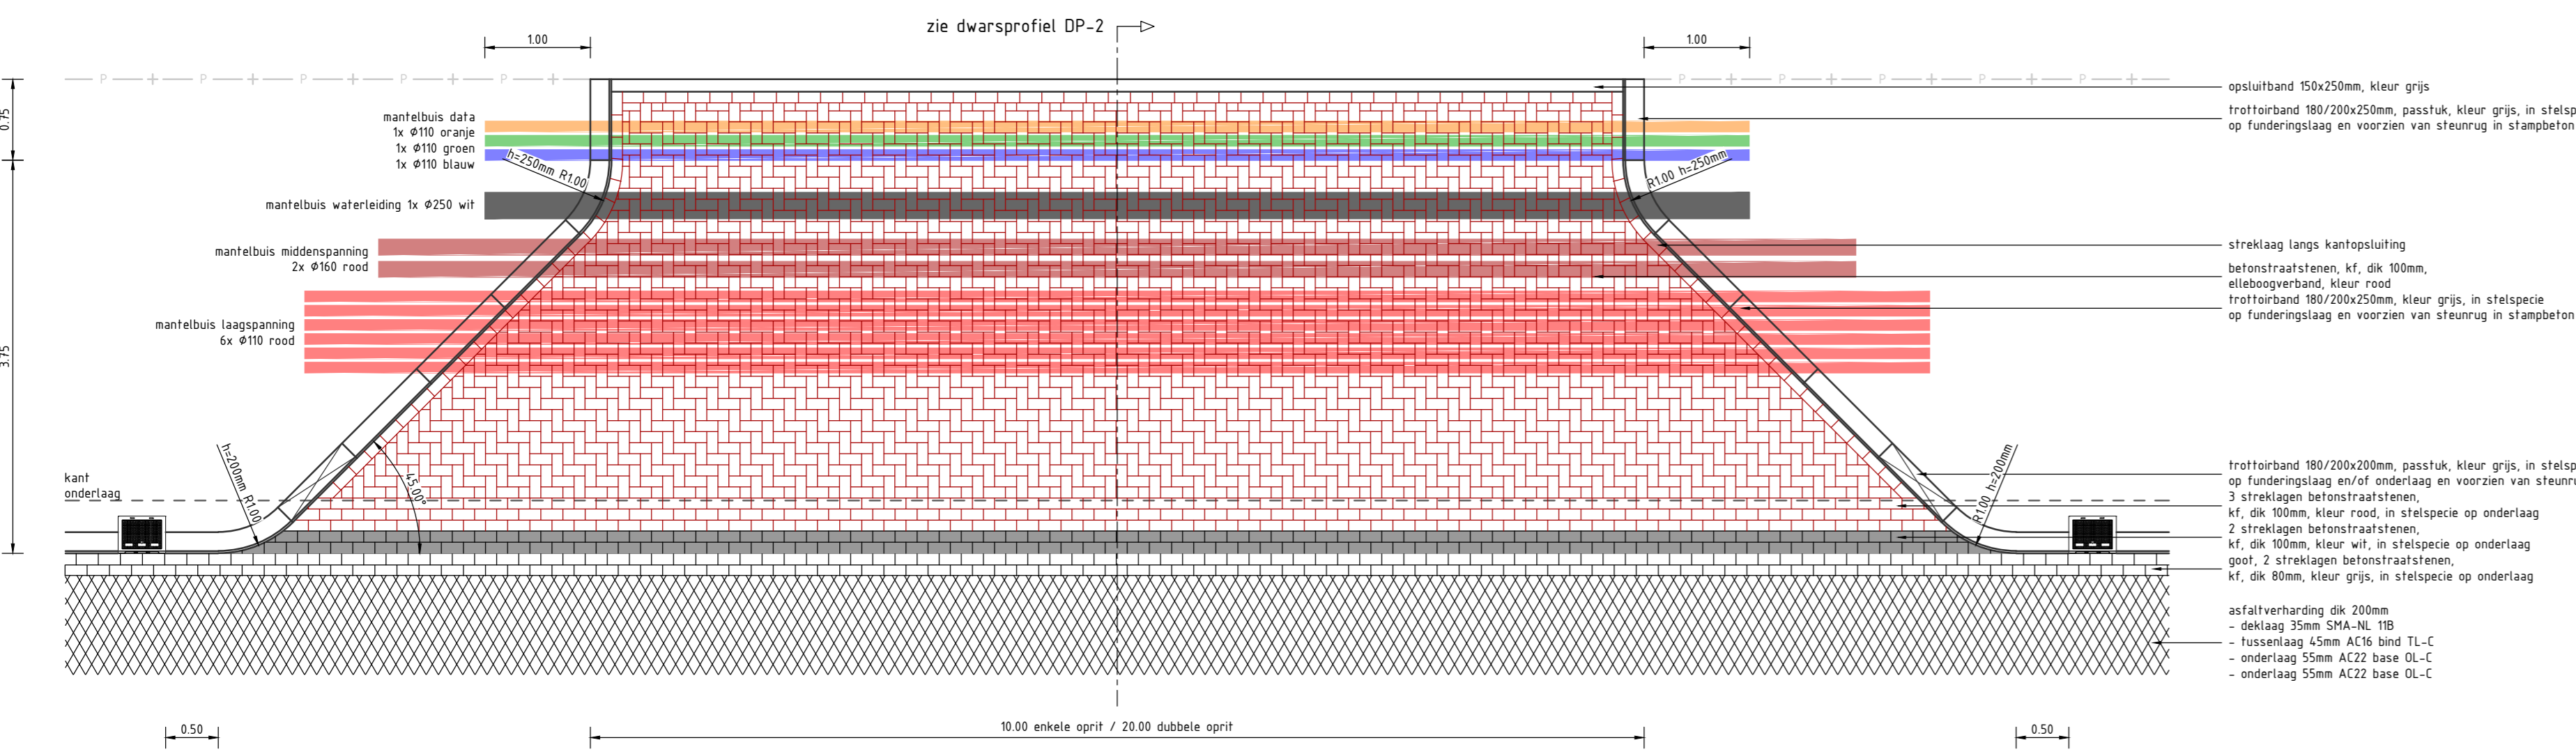 zie dwarsprofiel DP-2
1.00
1.00
P P P P P
P P P P P
0.75
3.75
mantelbuis data
1x Ø110 oranje
1x Ø110 groen
1x Ø110 blauw
h=250mm R1.00
R1.00 h=250mm
mantelbuis waterleiding 1x Ø250 wit
mantelbuis middenspanning
2x Ø160 rood
mantelbuis laagspanning
6x Ø110 rood
kant
onderlaag
h=200mm R1.00
45.00°
R1.00 h=200mm
opsluitband 150x250mm, kleur grijs
trottoirband 180/200x250mm, passtuk, kleur grijs, in stelsp
op funderingslaag en voorzien van steunrug in stampbeton
streklaag langs kantopsluiting
betonstraatstenen, kf, dik 100mm,
elleboogverband, kleur rood
trottoirband 180/200x250mm, kleur grijs, in stelspecie
op funderingslaag en voorzien van steunrug in stampbeton
trottoirband 180/200x200mm, passtuk, kleur grijs, in stelsp
op funderingslaag en/of onderlaag en voorzien van steunru
3 streklagen betonstraatstenen,
kf, dik 100mm, kleur rood, in stelspecie op onderlaag
2 streklagen betonstraatstenen,
kf, dik 100mm, kleur wit, in stelspecie op onderlaag
goot, 2 streklagen betonstraatstenen,
kf, dik 80mm, kleur grijs, in stelspecie op onderlaag
asfaltverharding dik 200mm
- deklaag 35mm SMA-NL 11B
- tussenlaag 45mm AC16 bind TL-C
- onderlaag 55mm AC22 base OL-C
- onderlaag 55mm AC22 base OL-C
0.50
10.00 enkele oprit / 20.00 dubbele oprit
0.50